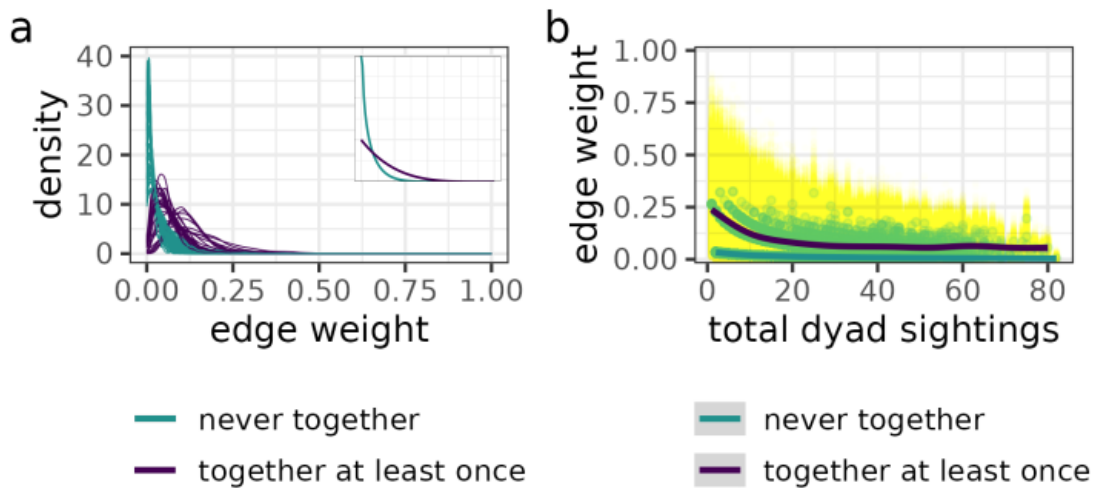 a
density
40
30
20
10
0
0.00 0.25 0.50 0.75 1.00
edge weight
never together
together at least once
b
edge weight
1.00
0.75
0.50
0.25
0.00
0 20 40 60 80
total dyad sightings
never together
together at least once